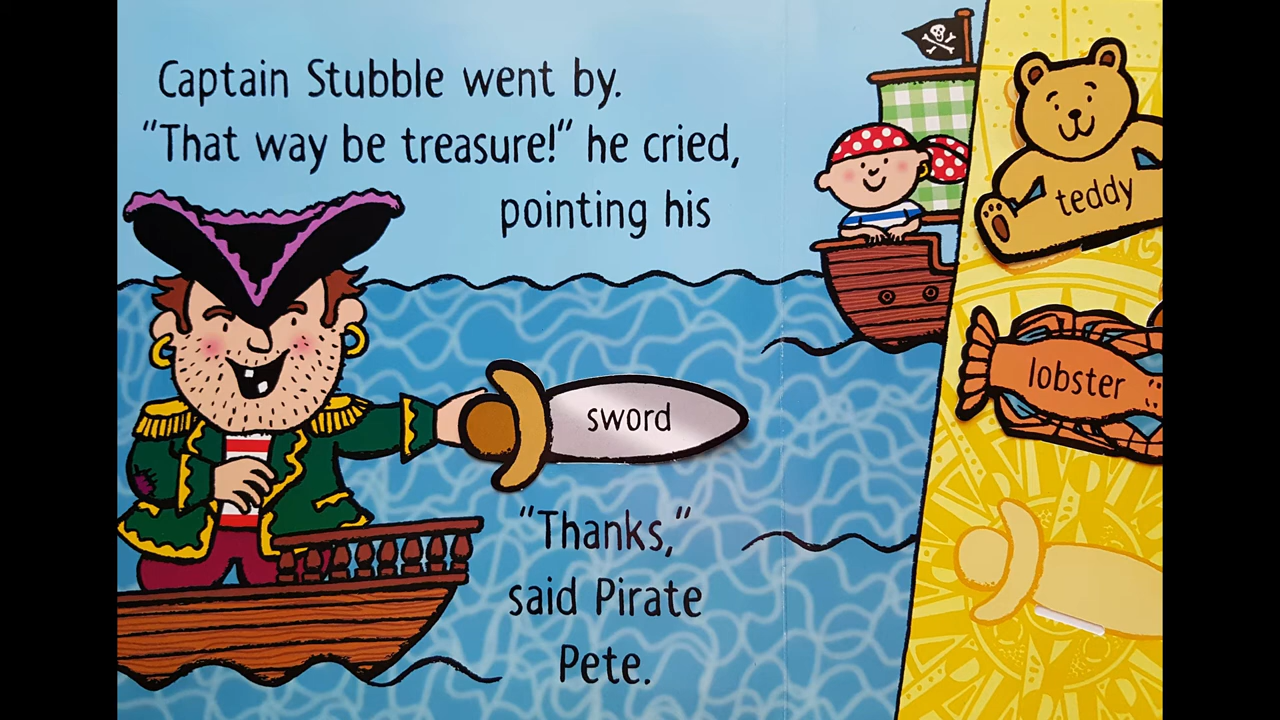 Captain Stubble went by.
"That way be treasure!" he cried,
pointing his
sword
"Thanks,"
said Pirate
Pete.
teddy
lobster